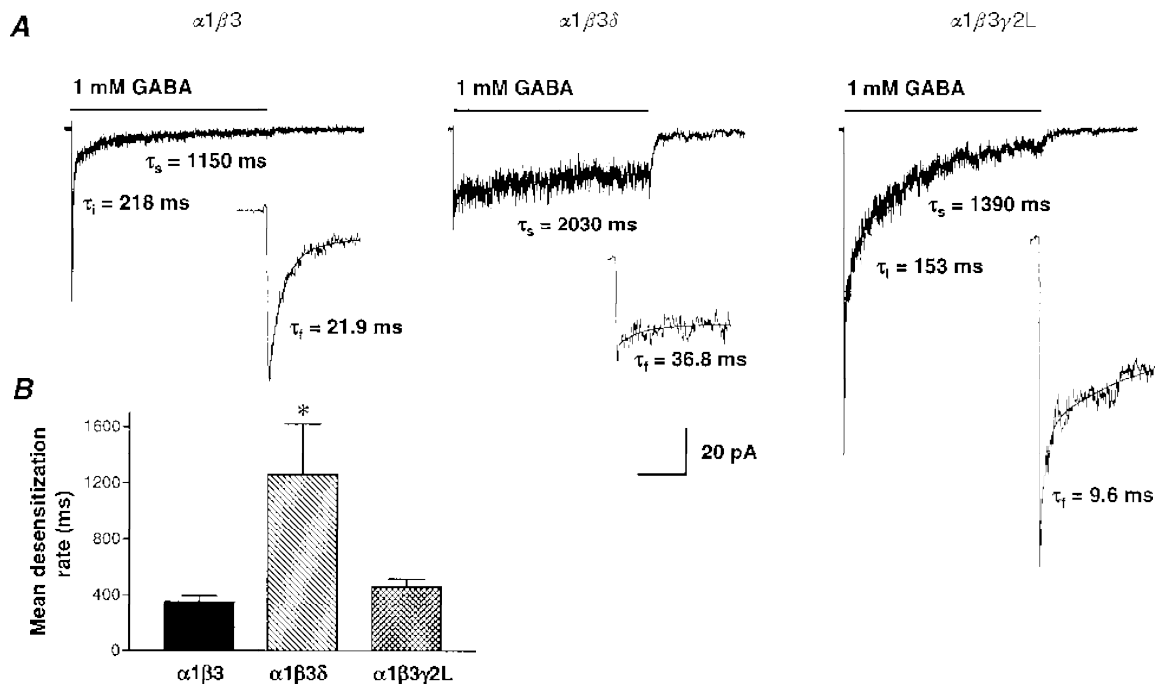 A
α1β3
α1β3δ
α1β3γ2L
1 mM GABA
1 mM GABA
1 mM GABA
τs = 1150 ms
τi = 218 ms
τf = 21.9 ms
τs = 2030 ms
τf = 36.8 ms
τs = 1390 ms
τi = 153 ms
τf = 9.6 ms
20 pA
B
Mean desensitization
rate (ms)
1600
1200
800
400
0
*
α1β3
α1β3δ
α1β3γ2L